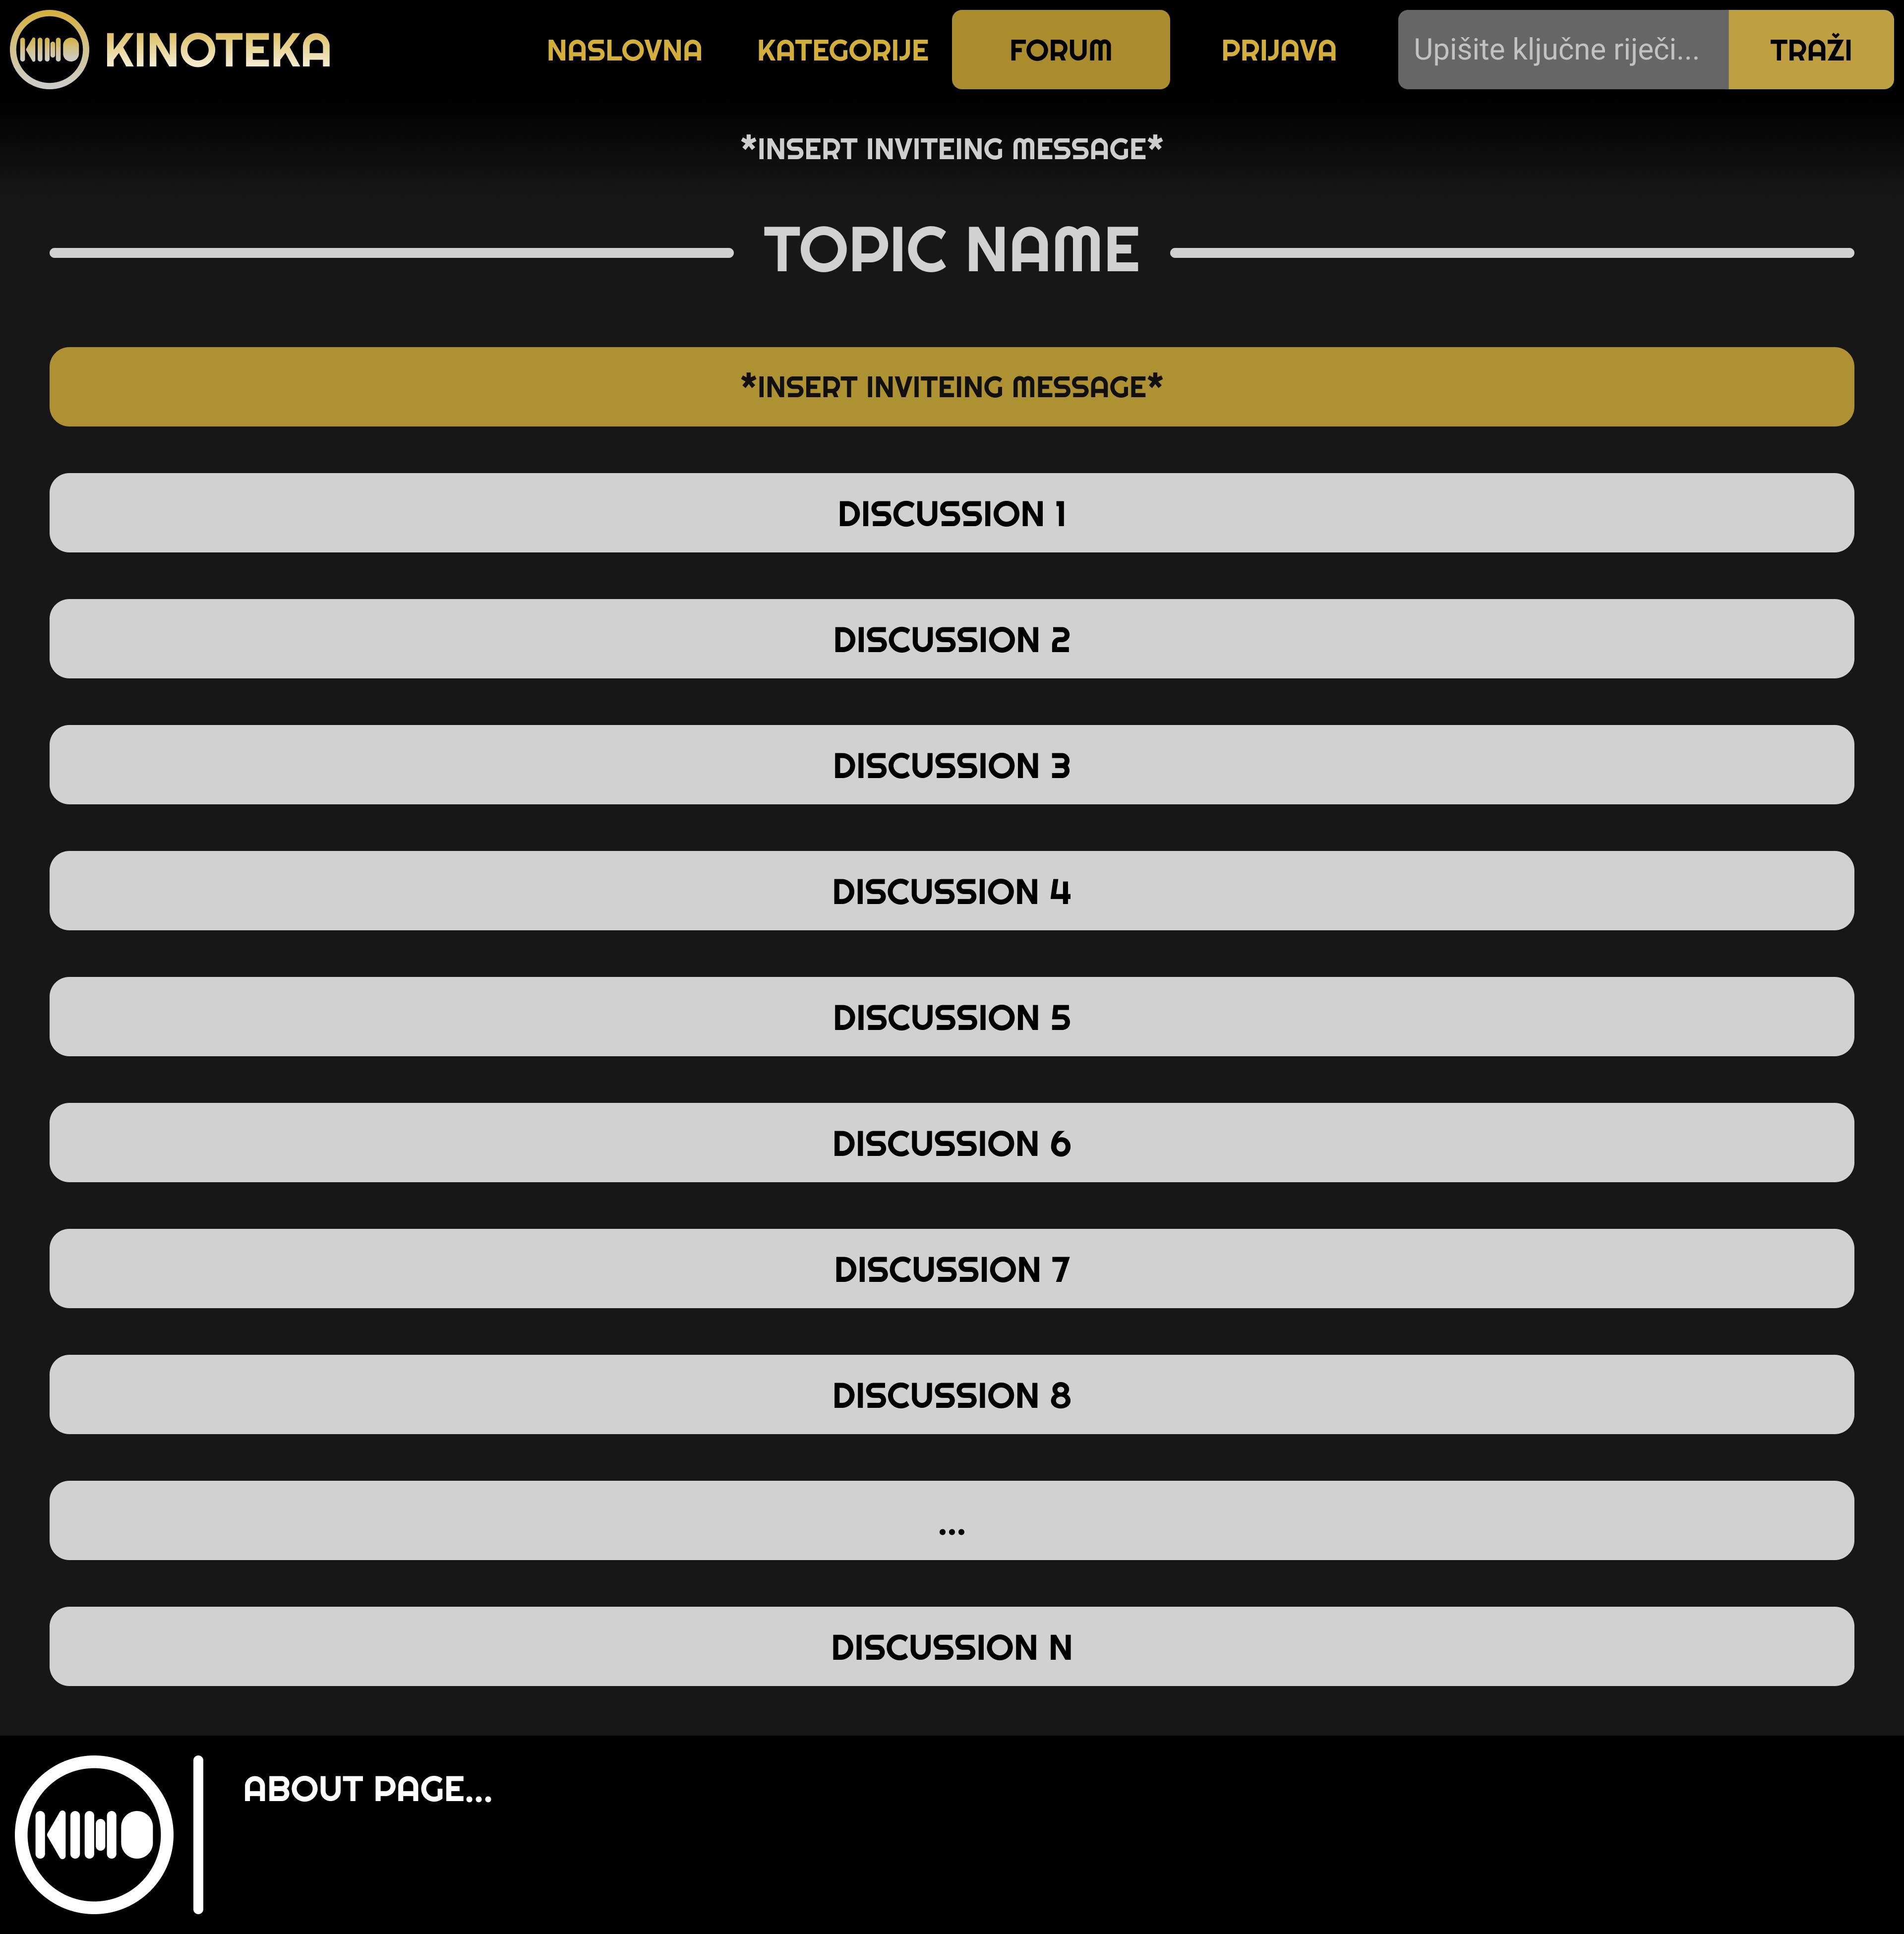 KINO KINOTEKA NASLOVNA KATEGORIJE FORUM PRIJAVA Upišite ključne riječi... TRAŽI
*INSERT INVITEING MESSAGE*
TOPIC NAME
*INSERT INVITEING MESSAGE*
DISCUSSION 1
DISCUSSION 2
DISCUSSION 3
DISCUSSION 4
DISCUSSION 5
DISCUSSION 6
DISCUSSION 7
DISCUSSION 8
...
DISCUSSION N
ABOUT PAGE...
KINO